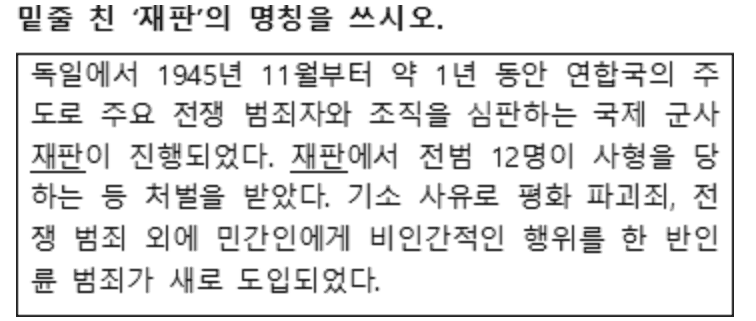 밑줄 친 ‘재판’의 명칭을 쓰시오.
독일에서 1945년 11월부터 약 1년 동안 연합국의 주
도로 주요 전쟁 범죄자와 조직을 심판하는 국제 군사
재판이 진행되었다. 재판에서 전범 12명이 사형을 당
하는 등 처벌을 받았다. 기소 사유로 평화 파괴죄, 전
쟁 범죄 외에 민간인에게 비인간적인 행위를 한 반인
륜 범죄가 새로 도입되었다.